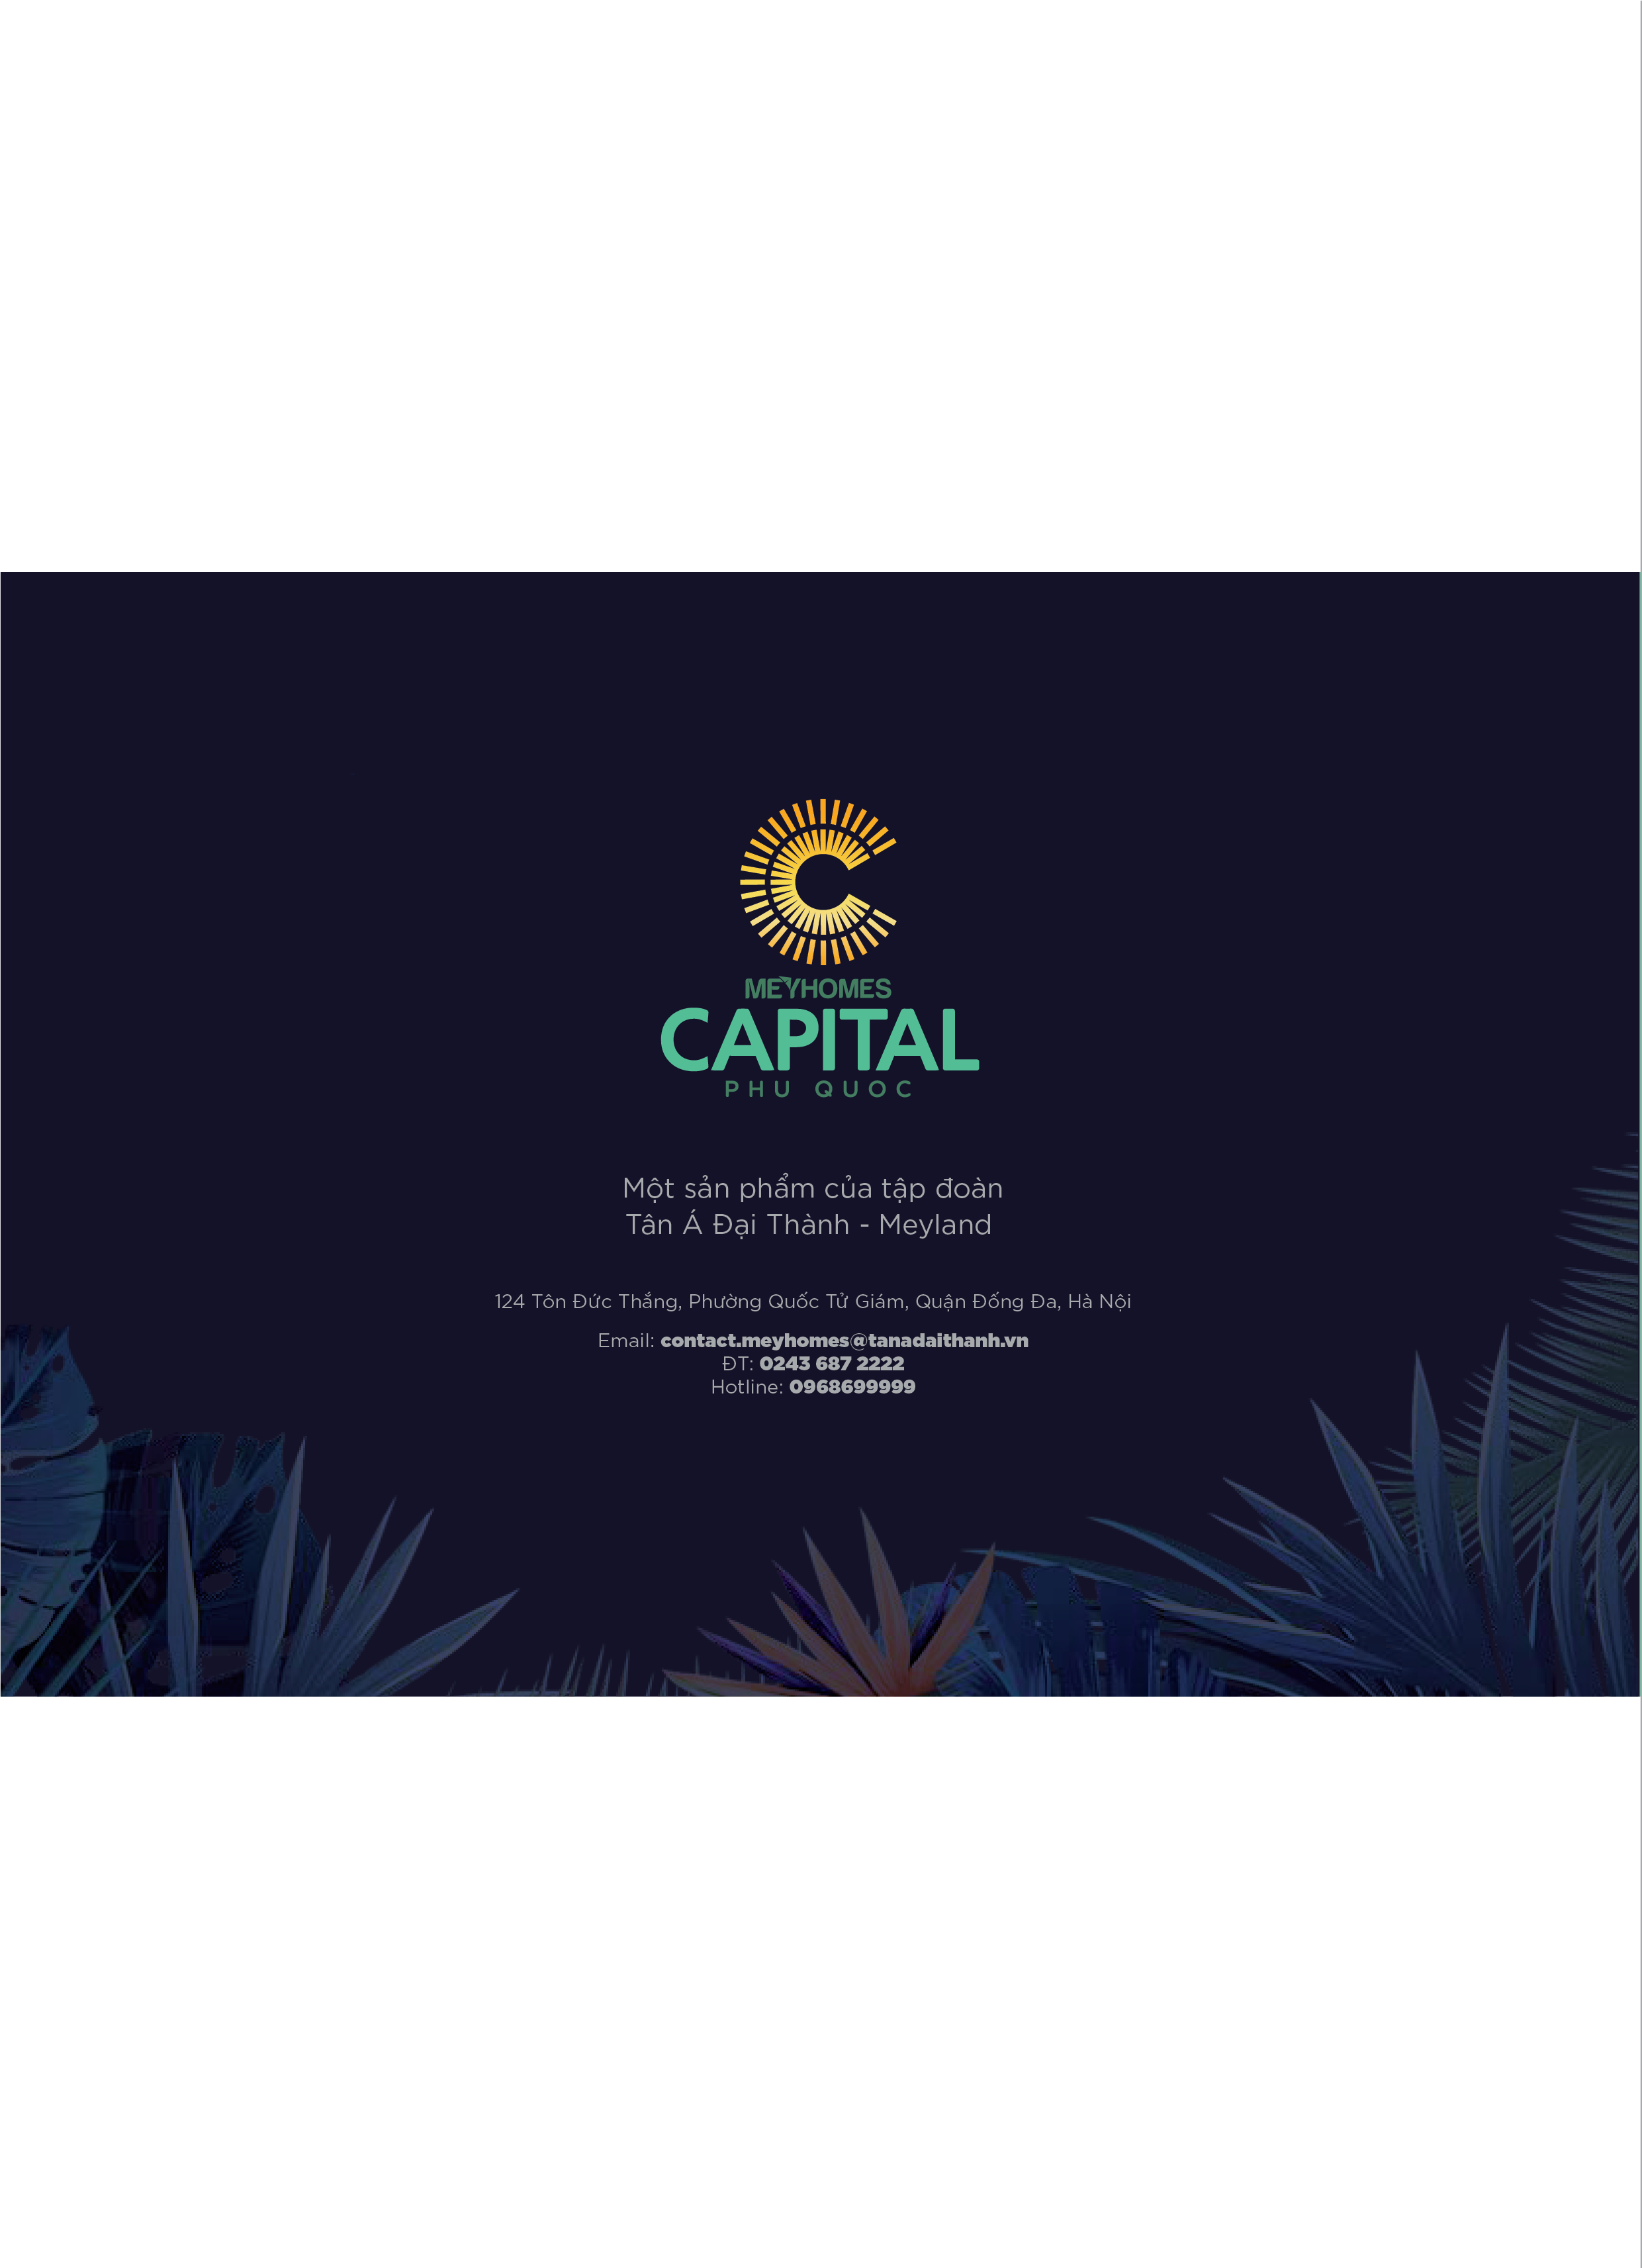 MEYHOMES
CAPITAL
PHU QUOC
Một sản phẩm của tập đoàn
Tân Á Đại Thành - Meyland
124 Tôn Đức Thắng, Phường Quốc Tử Giám, Quận Đống Đa, Hà Nội
Email: contact.meyhomes@tanadaithanh.vn
ĐT: 0243 687 2222
Hotline: 0968699999